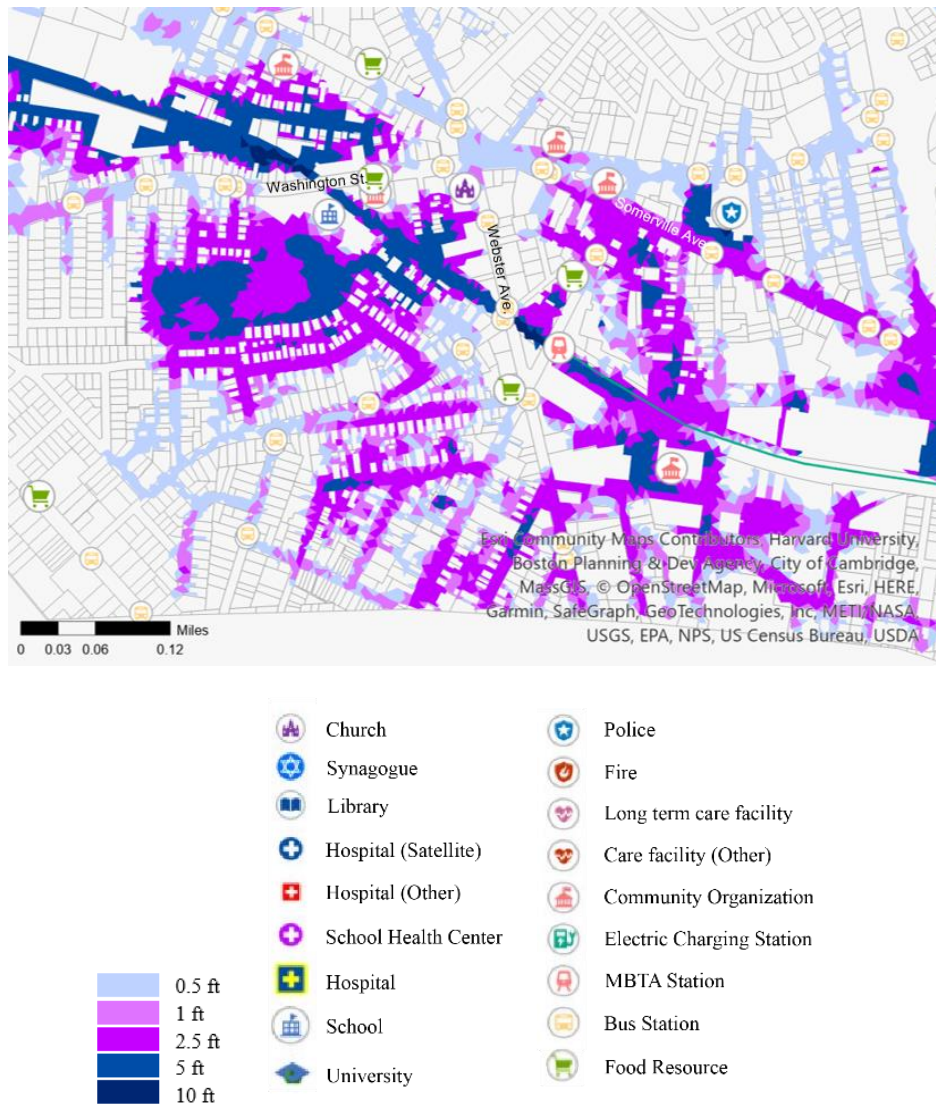 Washington St.
Somerville Ave.
Webster Ave.
Esri Community Maps Contributors, Harvard University,
Boston Planning & Dev Agency, City of Cambridge,
MassGIS, © OpenStreetMap, Microsoft, Esri, HERE,
Garmin, SafeGraph, GeoTechnologies, Inc, METI/NASA,
USGS, EPA, NPS, US Census Bureau, USDA
Miles
0 0.03 0.06 0.12
Church
Synagogue
Library
Hospital (Satellite)
Hospital (Other)
School Health Center
Hospital
School
University
Police
Fire
Long term care facility
Care facility (Other)
Community Organization
Electric Charging Station
MBTA Station
Bus Station
Food Resource
0.5 ft
1 ft
2.5 ft
5 ft
10 ft